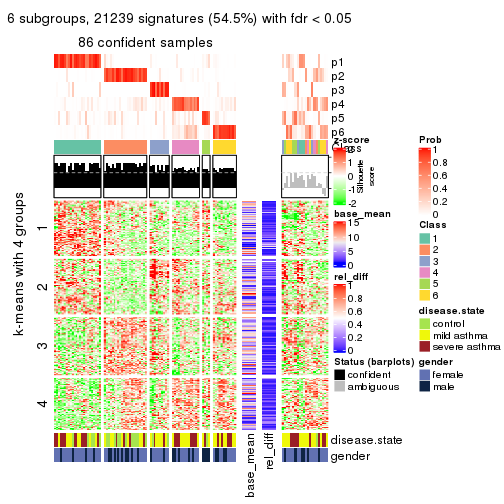 6 subgroups, 21239 signatures (54.5%) with fdr < 0.05
86 confident samples
p1
p2
p3
p4
p5
p6
Class
Silhouette
score
k-means with 4 groups
1
2
3
4
base_mean
rel_diff
disease.state
gender
z-score
2
1
0
-1
-2
base_mean
15
10
5
0
rel_diff
1
0.8
0.6
0.4
0.2
0
Status (barplots)
confident
ambiguous
Prob
1
0.8
0.6
0.4
0.2
0
Class
1
2
3
4
5
6
disease.state
control
mild asthma
severe asthma
gender
female
male